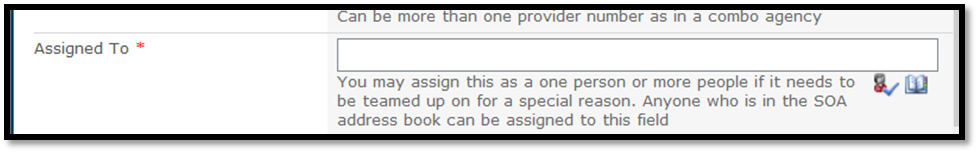 Can be more than one provider number as in a combo agency
Assigned To *
You may assign this as a one person or more people if it needs to
be teamed up on for a special reason. Anyone who is in the SOA
address book can be assigned to this field